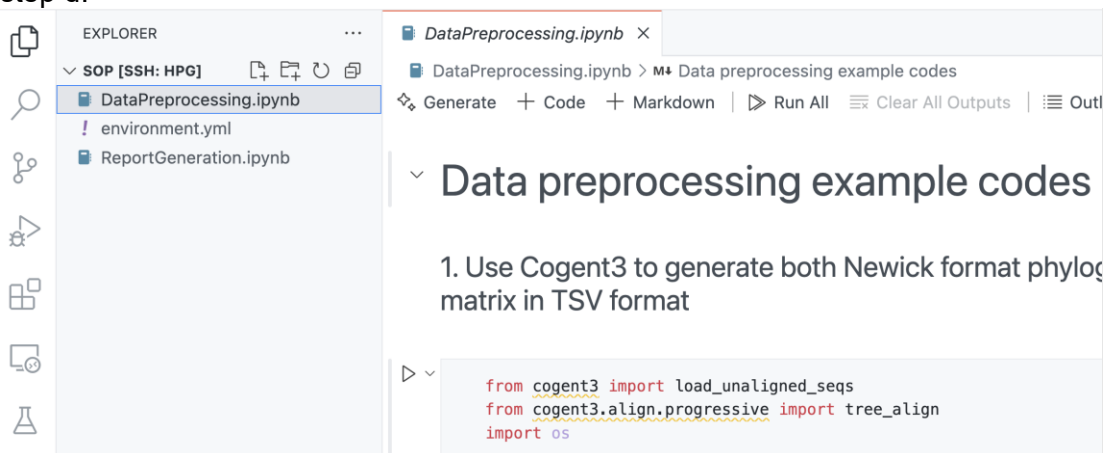 EXPLORER
DataPreprocessing.ipynb
SOP [SSH: HPG]
DataPreprocessing.ipynb > M↓ Data preprocessing example codes
DataPreprocessing.ipynb
Generate + Code + Markdown | Run All Clear All Outputs | Outl
! environment.yml
ReportGeneration.ipynb
Data preprocessing example codes
1. Use Cogent3 to generate both Newick format phylog
matrix in TSV format
from cogent3 import load_unaligned_seqs
from cogent3.align.progressive import tree_align
import os